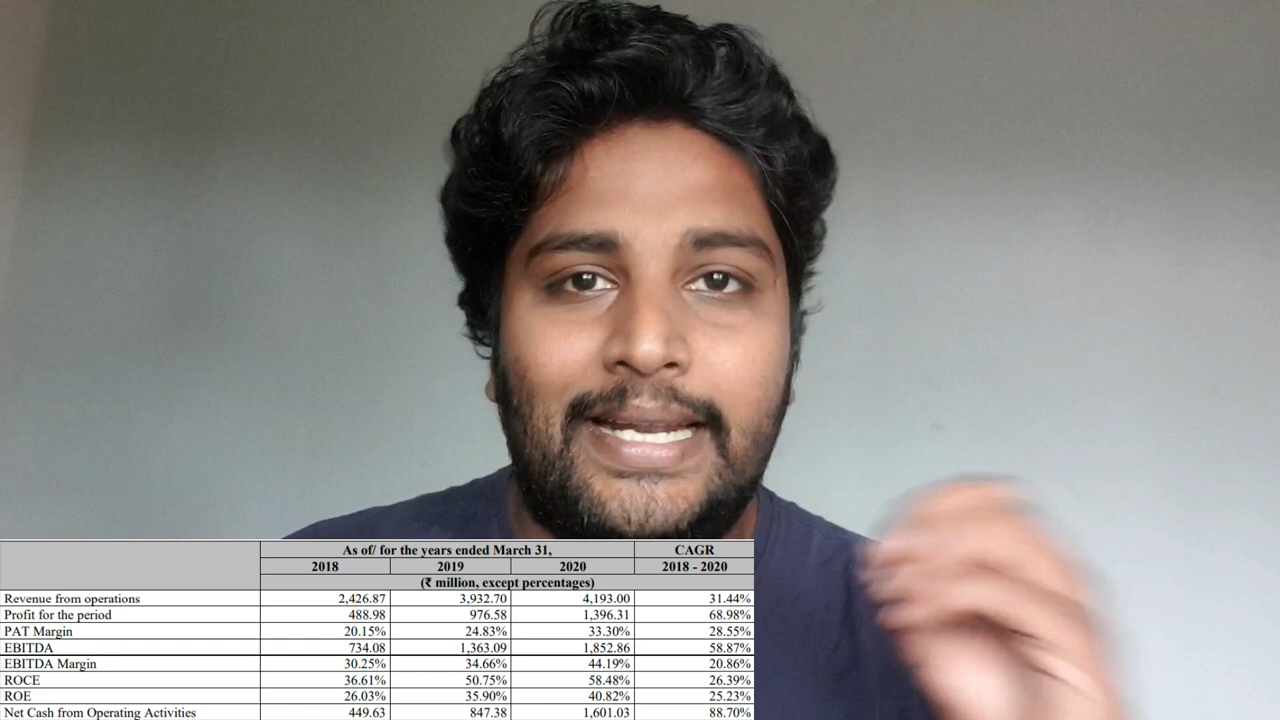 As of/ for the years ended March 31, CAGR
2018 2019 2020 2018 - 2020
(₹ million, except percentages)
Revenue from operations 2,426.87 3,932.70 4,193.00 31.44%
Profit for the period 488.98 976.58 1,396.31 68.98%
PAT Margin 20.15% 24.83% 33.30% 28.55%
EBITDA 734.08 1,363.09 1,852.86 58.87%
EBITDA Margin 30.25% 34.66% 44.19% 20.86%
ROCE 36.61% 50.75% 58.48% 26.39%
ROE 26.03% 35.90% 40.82% 25.23%
Net Cash from Operating Activities 449.63 847.38 1,601.03 88.70%